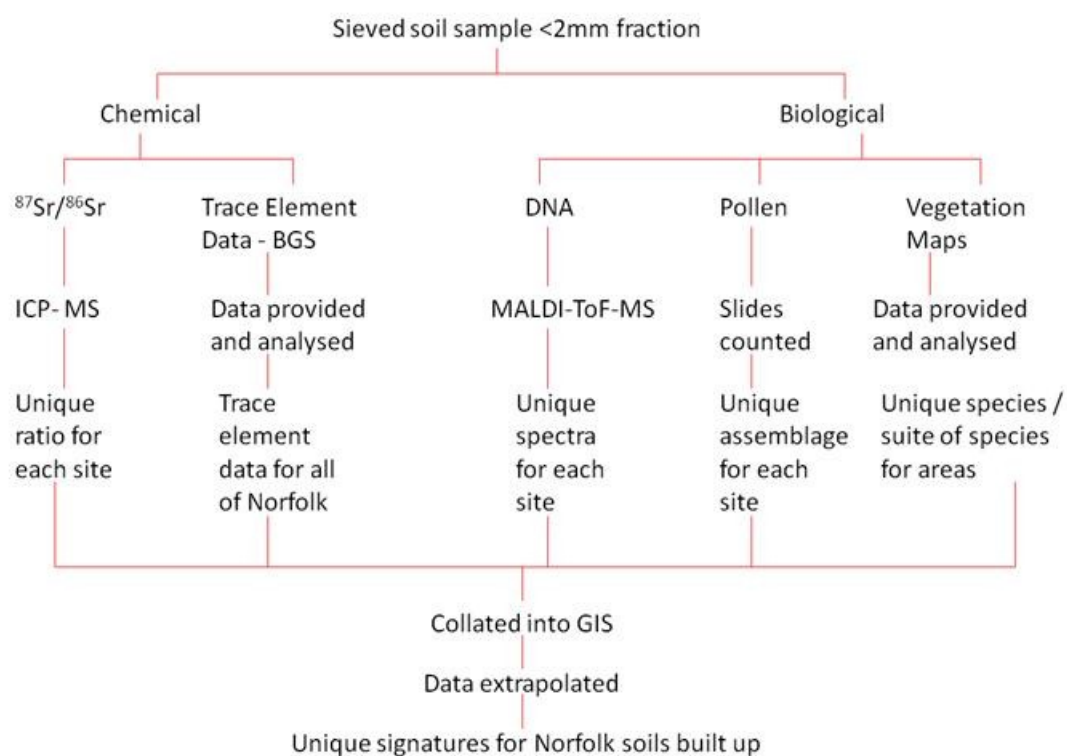 Sieved soil sample <2mm fraction
Chemical
Biological
⁸⁷Sr/⁸⁶Sr
Trace Element
Data - BGS
DNA
Pollen
Vegetation
Maps
ICP- MS
Data provided
and analysed
MALDI-ToF-MS
Slides
counted
Data provided
and analysed
Unique
ratio for
each site
Trace
element
data for all
of Norfolk
Unique
spectra
for each
site
Unique
assemblage
for each
site
Unique species /
suite of species
for areas
Collated into GIS
Data extrapolated
Unique signatures for Norfolk soils built up